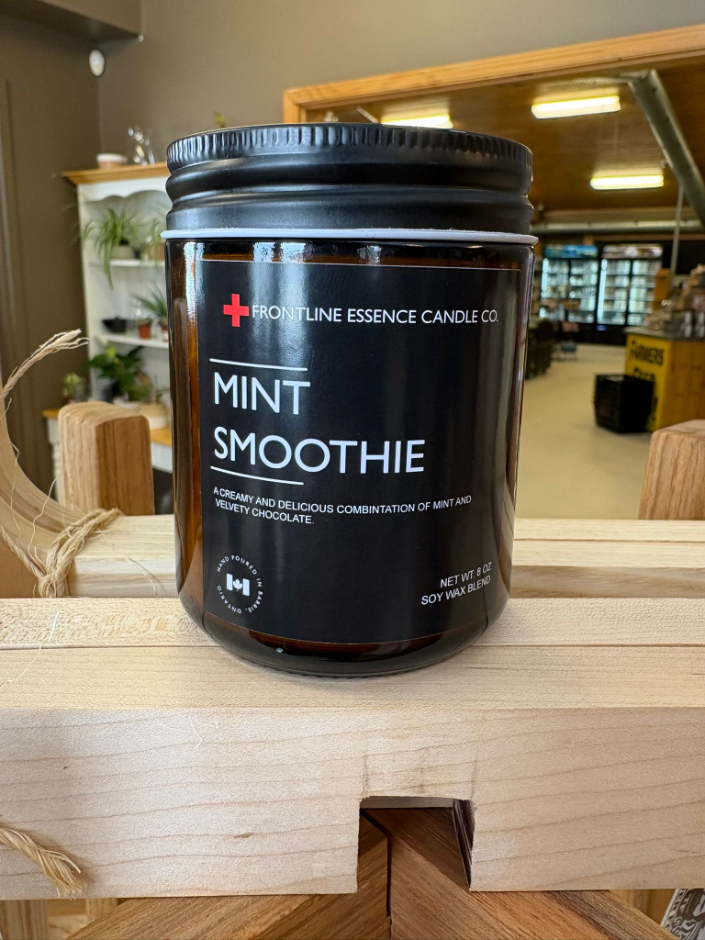 FRONTLINE ESSENCE CANDLE CO.
MINT
SMOOTHIE
A CREAMY AND DELICIOUS COMBINTATION OF MINT AND
VELVETY CHOCOLATE.
HAND POURED IN BARRIE, ONTARIO
NET WT. 8 OZ
SOY WAX BLEND
FARMERS